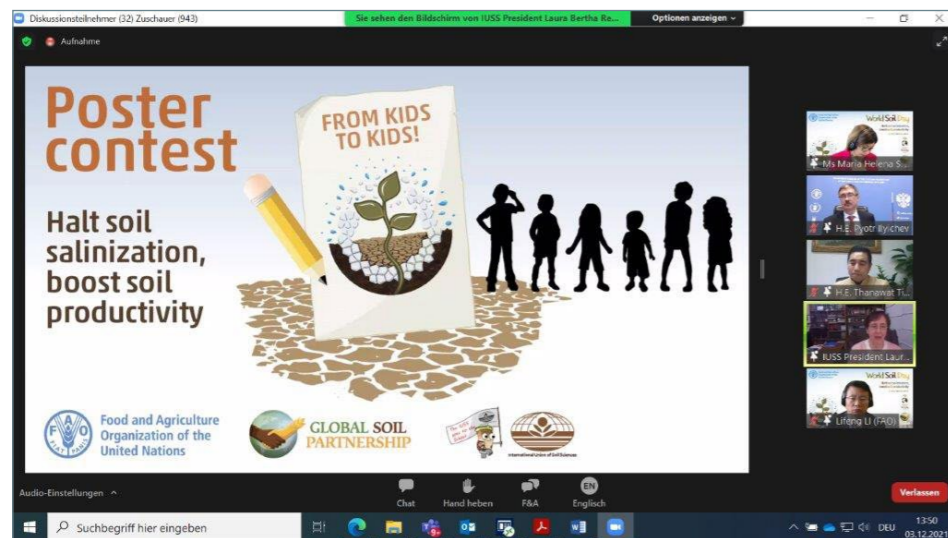 Diskussionsteilnehmer (32) Zuschauer (943)
Sie sehen den Bildschirm von IUSS President Laura Bertha Re...
Optionen anzeigen
Aufnahme
Poster
contest
Halt soil
salinization,
boost soil
productivity
FROM KIDS
TO KIDS!
FAO
FIAT PANIS
Food and Agriculture
Organization of the
United Nations
GLOBAL SOIL
PARTNERSHIP
International Union of Soil Sciences
World Soil Day
Ms Maria Helena S...
H.E. Pyotr Ilyichev
H.E. Thanawat Ti...
IUSS President Laur...
World Soil Day
Lifeng LI (FAO)
Audio-Einstellungen
Chat
Hand heben
F&A
EN
Englisch
Verlassen
Suchbegriff hier eingeben
DEU
13:50
03.12.2021